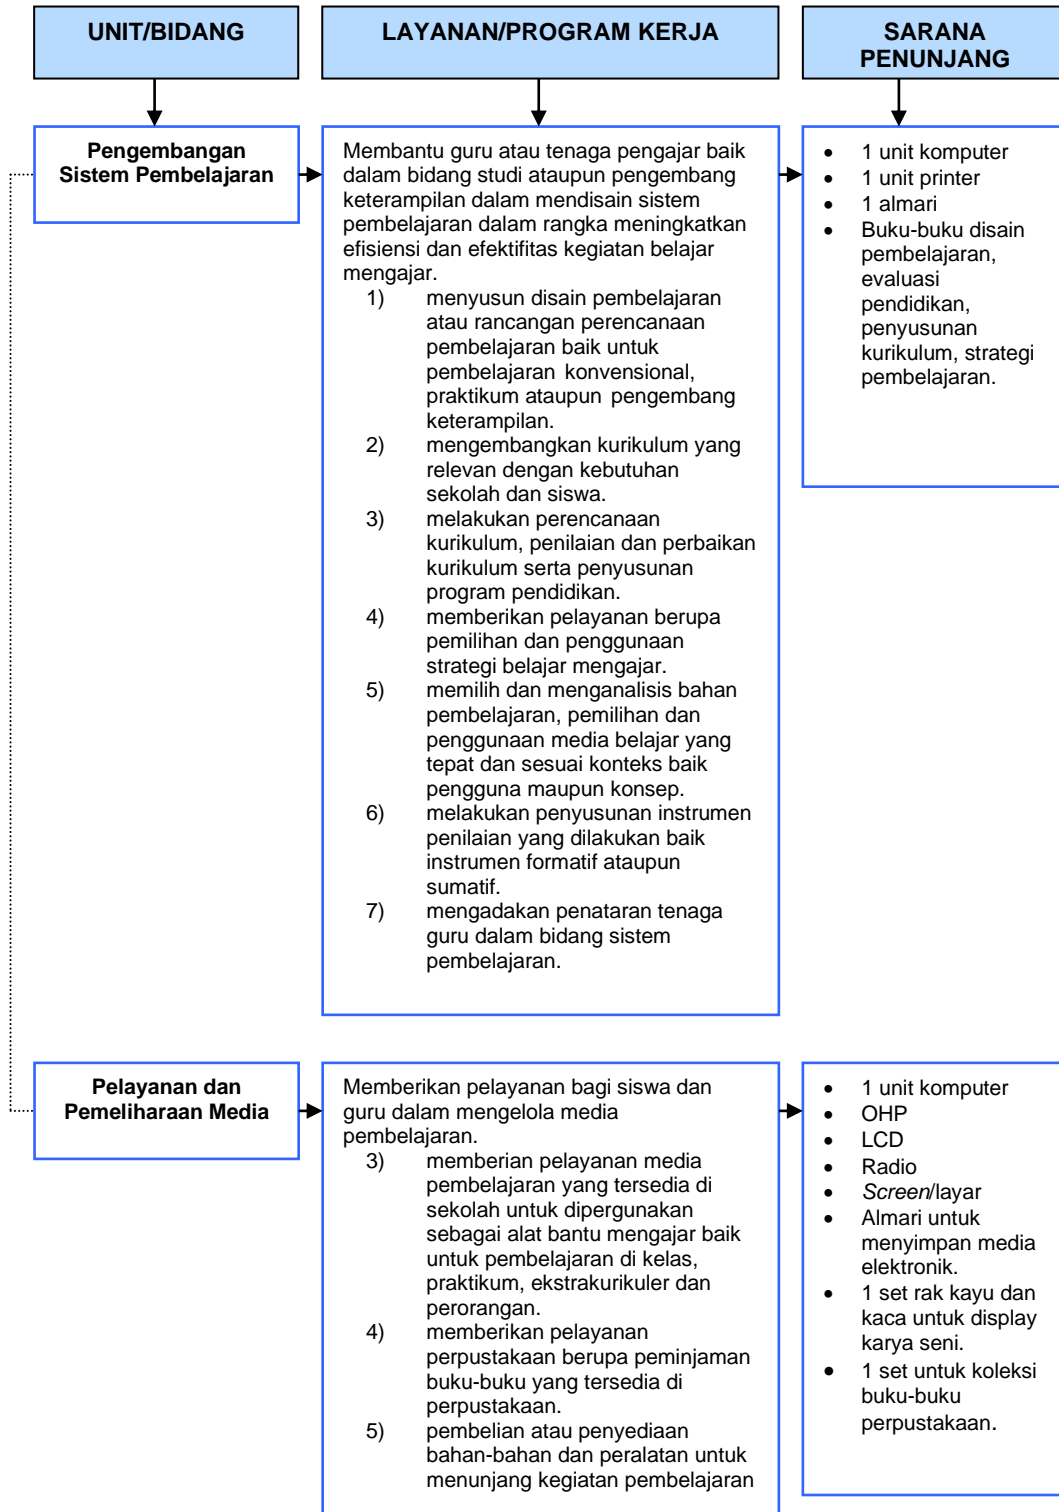 UNIT/BIDANG
LAYANAN/PROGRAM KERJA
SARANA
PENUNJANG
Pengembangan
Sistem Pembelajaran
Membantu guru atau tenaga pengajar baik
dalam bidang studi ataupun pengembang
keterampilan dalam mendisain sistem
pembelajaran dalam rangka meningkatkan
efisiensi dan efektifitas kegiatan belajar
mengajar.
1) menyusun disain pembelajaran
atau rancangan perencanaan
pembelajaran baik untuk
pembelajaran konvensional,
praktikum ataupun pengembang
keterampilan.
2) mengembangkan kurikulum yang
relevan dengan kebutuhan
sekolah dan siswa.
3) melakukan perencanaan
kurikulum, penilaian dan perbaikan
kurikulum serta penyusunan
program pendidikan.
4) memberikan pelayanan berupa
pemilihan dan penggunaan
strategi belajar mengajar.
5) memilih dan menganalisis bahan
pembelajaran, pemilihan dan
penggunaan media belajar yang
tepat dan sesuai konteks baik
pengguna maupun konsep.
6) melakukan penyusunan instrumen
penilaian yang dilakukan baik
instrumen formatif ataupun
sumatif.
7) mengadakan penataran tenaga
guru dalam bidang sistem
pembelajaran.
• 1 unit komputer
• 1 unit printer
• 1 almari
• Buku-buku disain
pembelajaran,
evaluasi
pendidikan,
penyusunan
kurikulum, strategi
pembelajaran.
Pelayanan dan
Pemeliharaan Media
Memberikan pelayanan bagi siswa dan
guru dalam mengelola media
pembelajaran.
3) memberian pelayanan media
pembelajaran yang tersedia di
sekolah untuk dipergunakan
sebagai alat bantu mengajar baik
untuk pembelajaran di kelas,
praktikum, ekstrakurikuler dan
perorangan.
4) memberikan pelayanan
perpustakaan berupa peminjaman
buku-buku yang tersedia di
perpustakaan.
5) pembelian atau penyediaan
bahan-bahan dan peralatan untuk
menunjang kegiatan pembelajaran
• 1 unit komputer
• OHP
• LCD
• Radio
• Screen/layar
• Almari untuk
menyimpan media
elektronik.
• 1 set rak kayu dan
kaca untuk display
karya seni.
• 1 set untuk koleksi
buku-buku
perpustakaan.